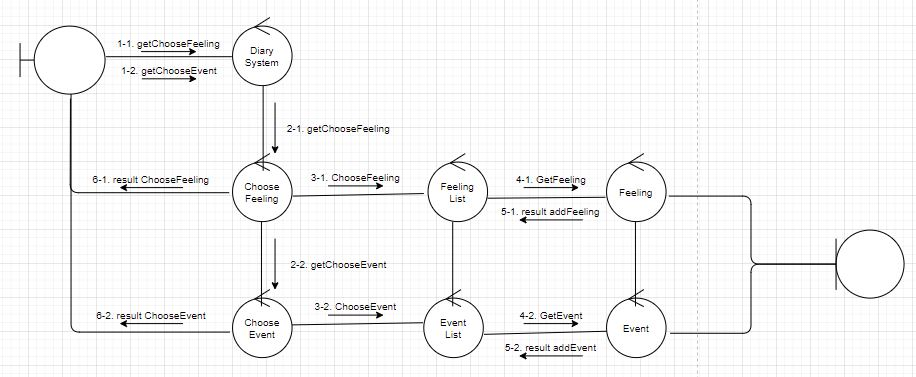 1-1. getChooseFeeling
1-2. getChooseEvent
Diary
System
2-1. getChooseFeeling
6-1. result ChooseFeeling
Choose
Feeling
3-1. ChooseFeeling
Feeling
List
4-1. GetFeeling
5-1. result addFeeling
Feeling
2-2. getChooseEvent
6-2. result ChooseEvent
Choose
Event
3-2. ChooseEvent
Event
List
4-2. GetEvent
5-2. result addEvent
Event